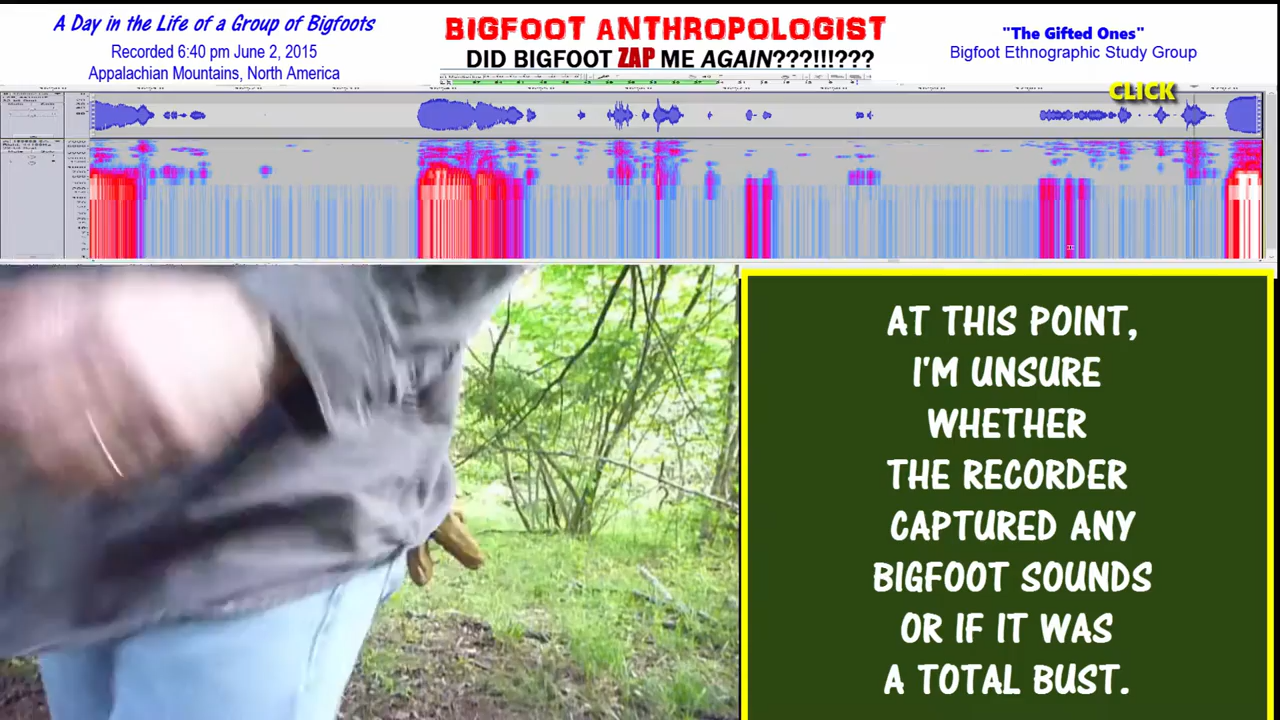 A Day in the Life of a Group of Bigfoots
Recorded 6:40 pm June 2, 2015
Appalachian Mountains, North America
BIGFOOT ANTHROPOLOGIST
DID BIGFOOT ZAP ME AGAIN???!!!???
"The Gifted Ones"
Bigfoot Ethnographic Study Group
CLICK
AT THIS POINT,
I'M UNSURE
WHETHER
THE RECORDER
CAPTURED ANY
BIGFOOT SOUNDS
OR IF IT WAS
A TOTAL BUST.